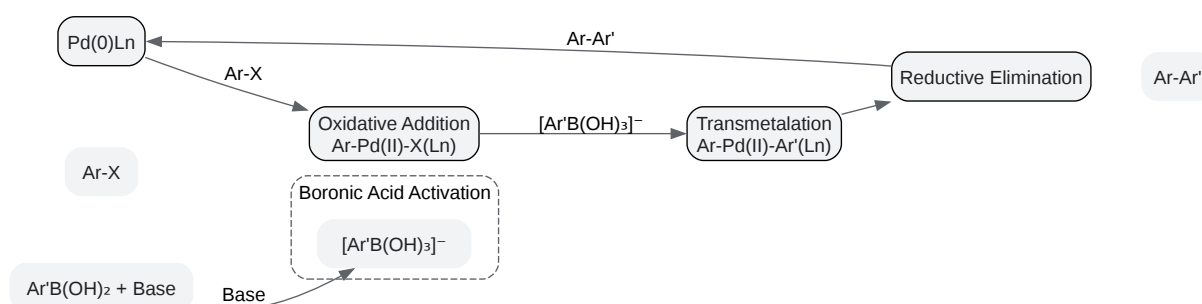 Pd(0)Ln
Ar-Ar'
Ar-X
Reductive Elimination
Ar-Ar'
Oxidative Addition
Ar-Pd(II)-X(Ln)
[Ar'B(OH)₃]⁻
Transmetalation
Ar-Pd(II)-Ar'(Ln)
Ar-X
Boronic Acid Activation
[Ar'B(OH)₃]⁻
Ar'B(OH)₂ + Base
Base